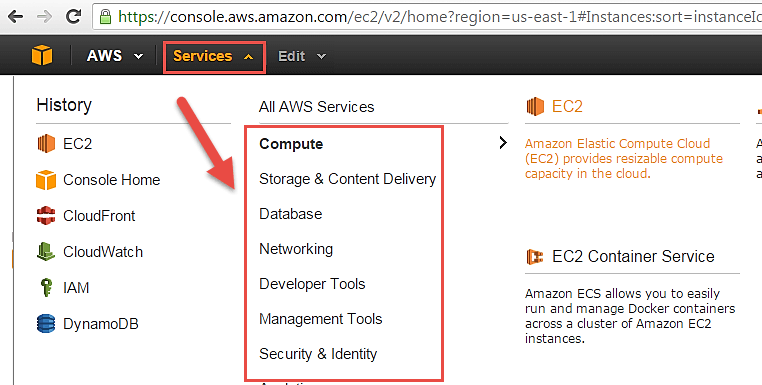 https://console.aws.amazon.com/ec2/v2/home?region=us-east-1#Instances:sort=instanceId
AWS Services Edit
History
EC2
Console Home
CloudFront
CloudWatch
IAM
DynamoDB
All AWS Services
Compute
Storage & Content Delivery
Database
Networking
Developer Tools
Management Tools
Security & Identity
EC2
Amazon Elastic Compute Cloud
(EC2) provides resizable compute
capacity in the cloud.
EC2 Container Service
Amazon ECS allows you to easily
run and manage Docker containers
across a cluster of Amazon EC2
instances.